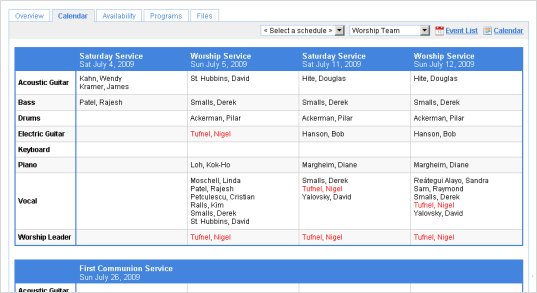 Overview Calendar Availability Programs Files
< Select a schedule > Worship Team Event List Calendar
Saturday Service Worship Service Saturday Service Worship Service
Sat July 4, 2009 Sun July 5, 2009 Sat July 11, 2009 Sun July 12, 2009
Acoustic Guitar Kahn, Wendy St. Hubbins, David Hite, Douglas Hite, Douglas
Kramer, James
Bass Patel, Rajesh Smalls, Derek Smalls, Derek Smalls, Derek
Drums Ackerman, Pilar Ackerman, Pilar Ackerman, Pilar
Electric Guitar Tufnel, Nigel Hanson, Bob Hanson, Bob
Keyboard
Piano Loh, Kok-Ho Margheim, Diane Margheim, Diane
Vocal
Moschell, Linda Smalls, Derek Reátegui Alayo, Sandra
Patel, Rajesh Tufnel, Nigel Sam, Raymond
Petculescu, Cristian Yalovsky, David Smalls, Derek
Ralls, Kim Tufnel, Nigel
Smalls, Derek Yalovsky, David
St. Hubbins, David
Worship Leader Tufnel, Nigel Tufnel, Nigel Tufnel, Nigel
First Communion Service
Sun July 26, 2009
Acoustic Guitar